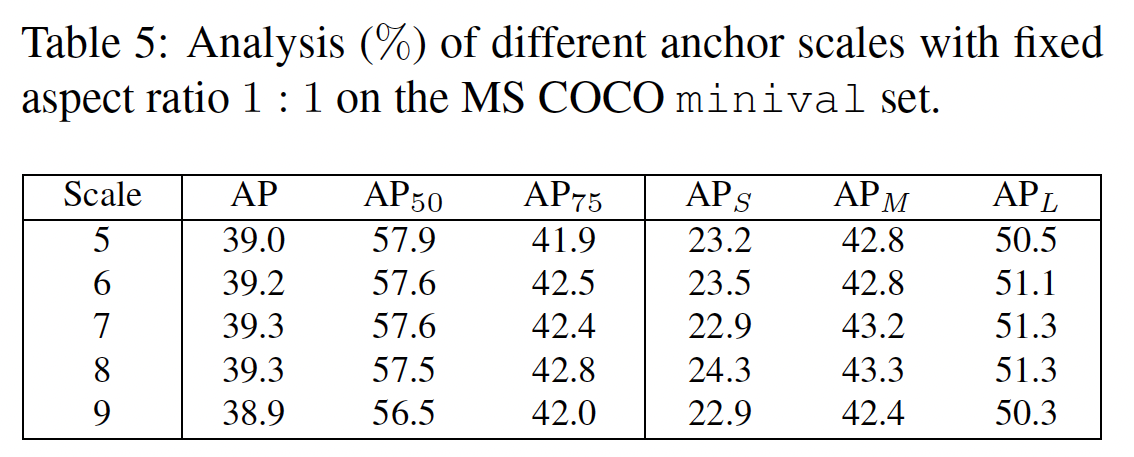 Table 5: Analysis (%) of different anchor scales with fixed
aspect ratio 1 : 1 on the MS COCO minival set.
Scale AP AP50 AP75 APS APM APL
5 39.0 57.9 41.9 23.2 42.8 50.5
6 39.2 57.6 42.5 23.5 42.8 51.1
7 39.3 57.6 42.4 22.9 43.2 51.3
8 39.3 57.5 42.8 24.3 43.3 51.3
9 38.9 56.5 42.0 22.9 42.4 50.3